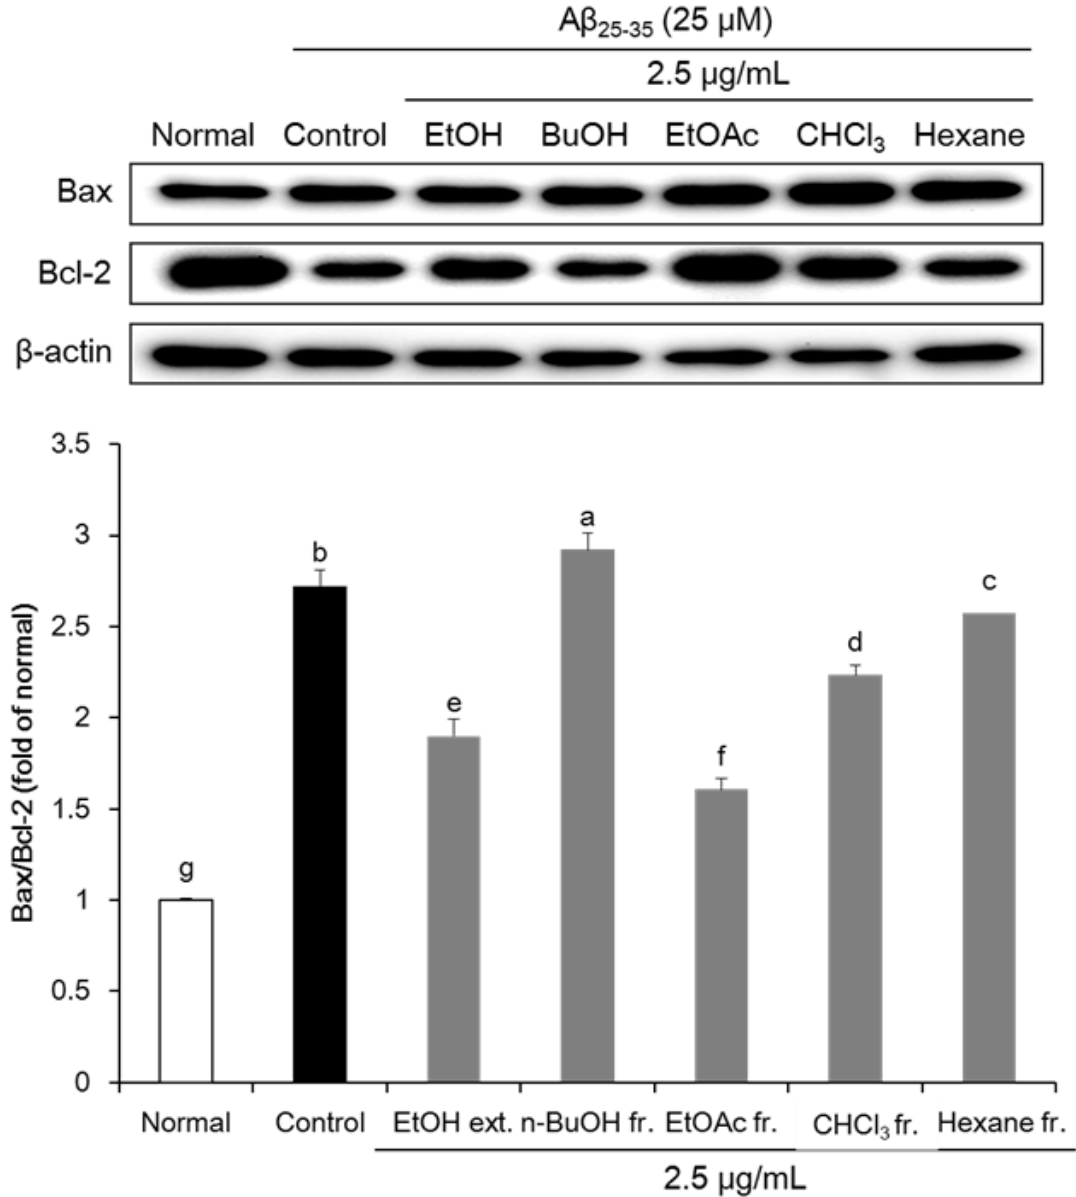 Aβ25-35 (25 μM)
2.5 μg/mL
Normal Control EtOH BuOH EtOAc CHCl3 Hexane
Bax
Bcl-2
β-actin
3.5
3
2.5
2
1.5
1
0.5
0
Bax/Bcl-2 (fold of normal)
g
b
e
a
f
d
c
Normal Control EtOH ext. n-BuOH fr. EtOAc fr. CHCl3 fr. Hexane fr.
2.5 μg/mL